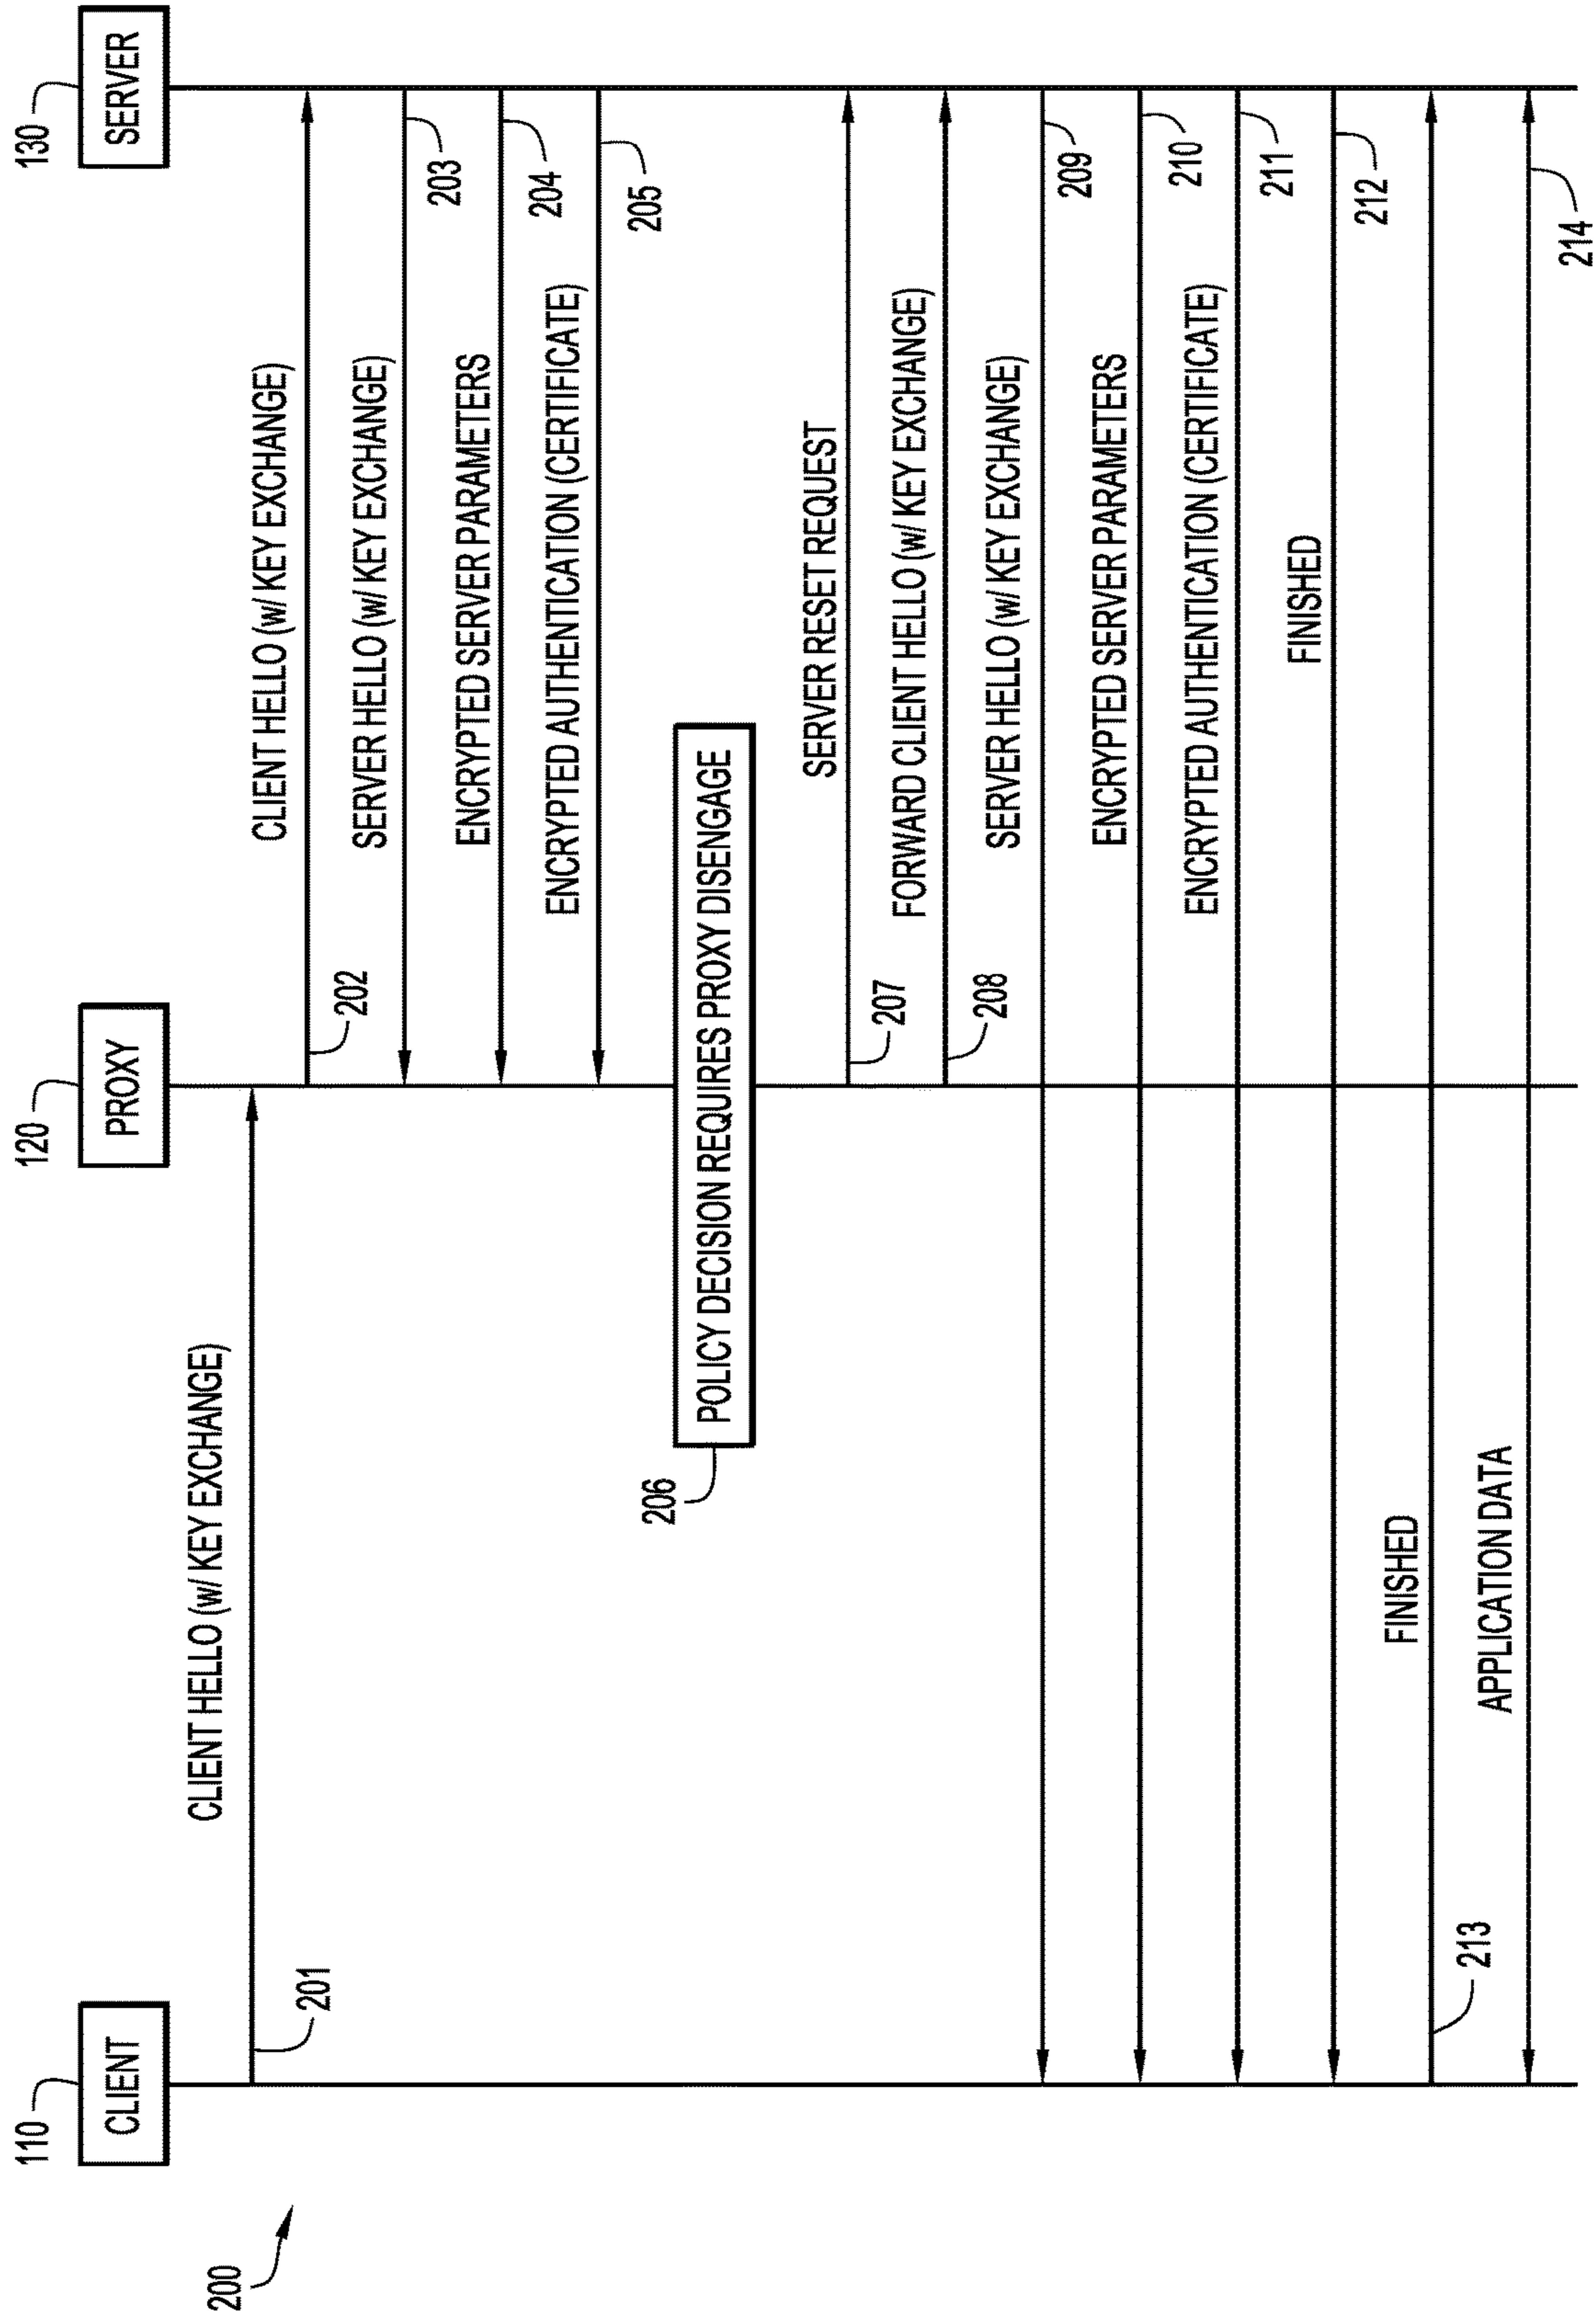 200
110
CLIENT
120
PROXY
130
SERVER
CLIENT HELLO (w/ KEY EXCHANGE)
201
CLIENT HELLO (w/ KEY EXCHANGE)
202
SERVER HELLO (w/ KEY EXCHANGE)
203
ENCRYPTED SERVER PARAMETERS
204
ENCRYPTED AUTHENTICATION (CERTIFICATE)
205
206
POLICY DECISION REQUIRES PROXY DISENGAGE
SERVER RESET REQUEST
207
FORWARD CLIENT HELLO (w/ KEY EXCHANGE)
208
SERVER HELLO (w/ KEY EXCHANGE)
209
ENCRYPTED SERVER PARAMETERS
210
ENCRYPTED AUTHENTICATION (CERTIFICATE)
211
FINISHED
212
FINISHED
213
APPLICATION DATA
214